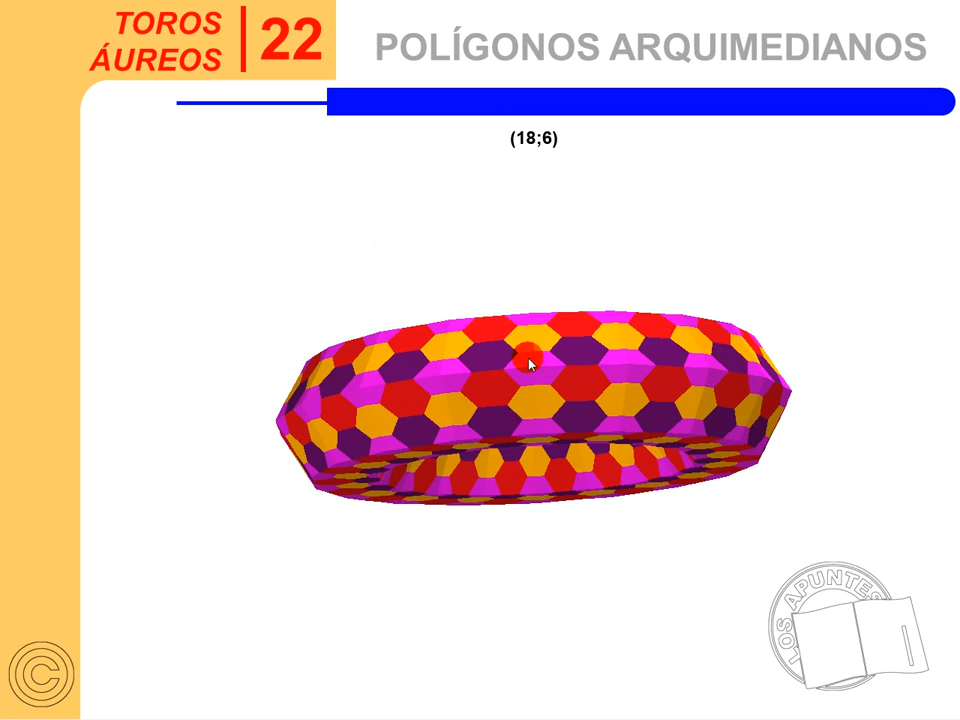 TOROS
ÁUREOS
22
POLÍGONOS ARQUIMEDIANOS
(18;6)
LOS APUNTES
C